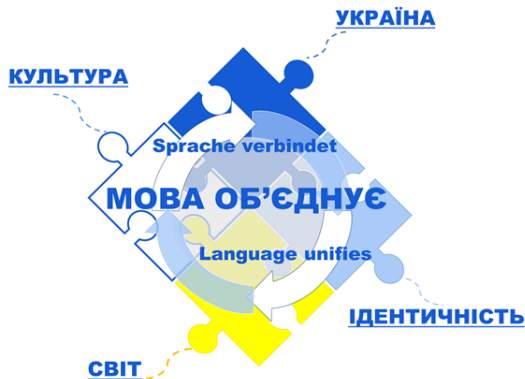 УКРАЇНА
КУЛЬТУРА
Sprache verbindet
МОВА ОБ’ЄДНУЄ
Language unifies
ІДЕНТИЧНІСТЬ
СВІТ